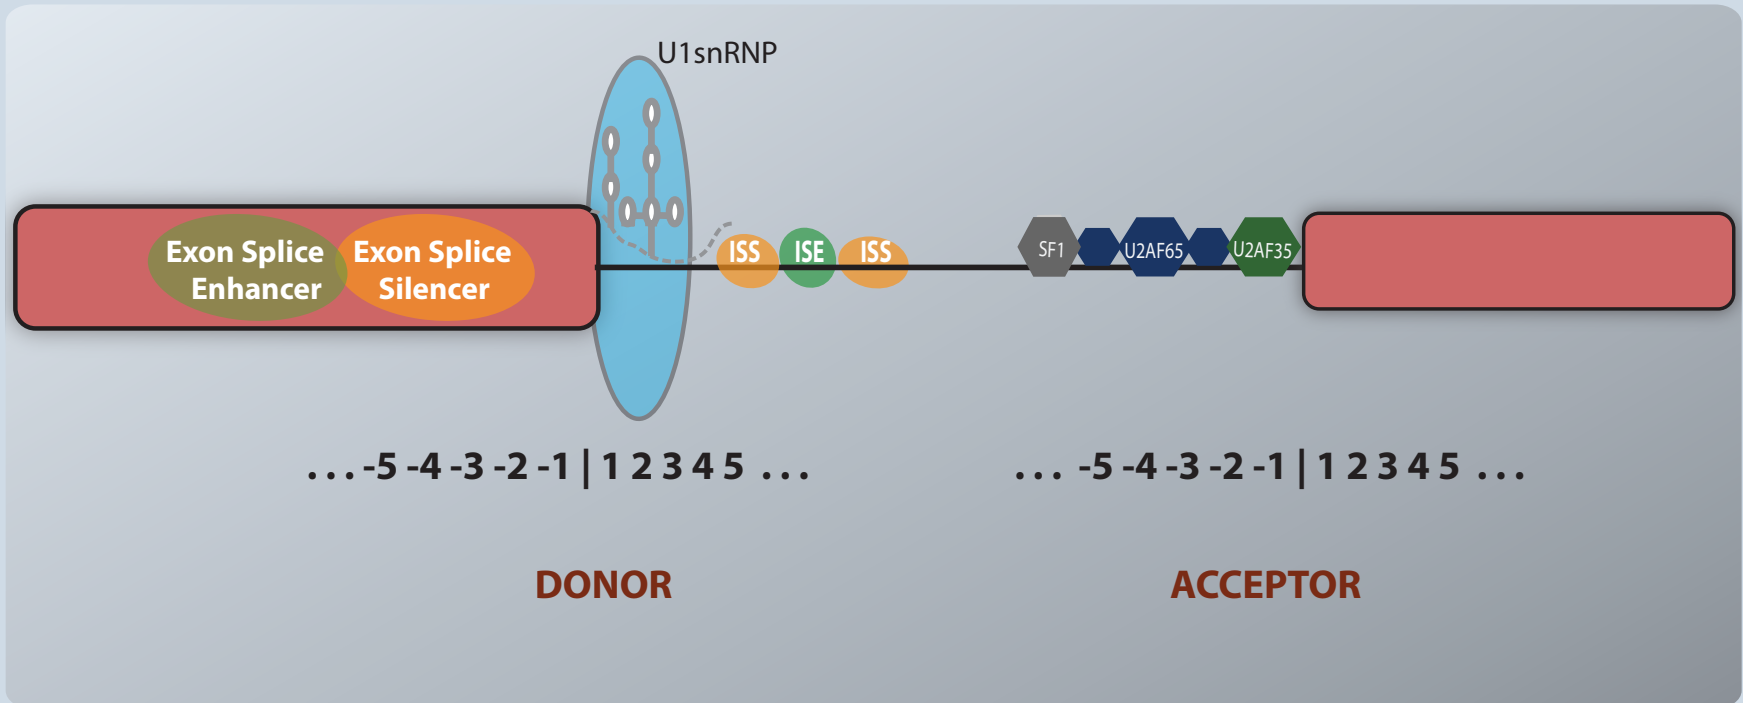 U1snRNP
Exon Splice
Enhancer
Exon Splice
Silencer
ISS
ISE
ISS
SF1
U2AF65
U2AF35
. . . -5 -4 -3 -2 -1 | 1 2 3 4 5 . . .
. . . -5 -4 -3 -2 -1 | 1 2 3 4 5 . . .
DONOR
ACCEPTOR